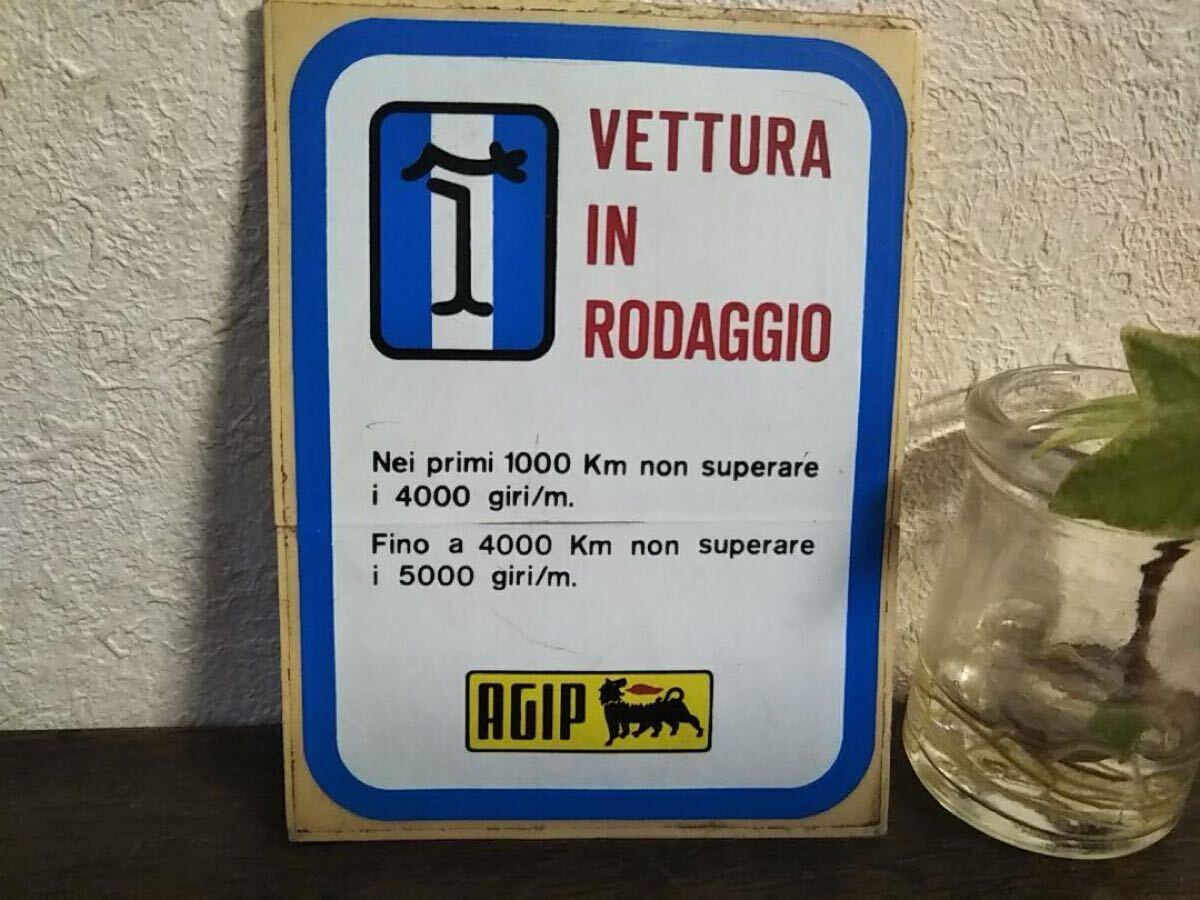 VETTURA
IN
RODAGGIO
Nei primi 1000 Km non superare
i 4000 giri/m.
Fino a 4000 Km non superare
i 5000 giri/m.
AGIP